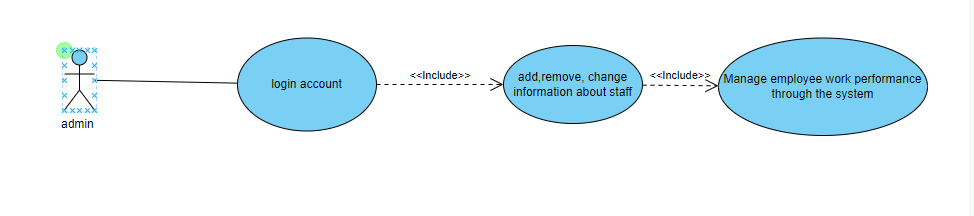 admin
login account
<<Include>>
add,remove, change
information about staff
<<Include>>
Manage employee work performance
through the system